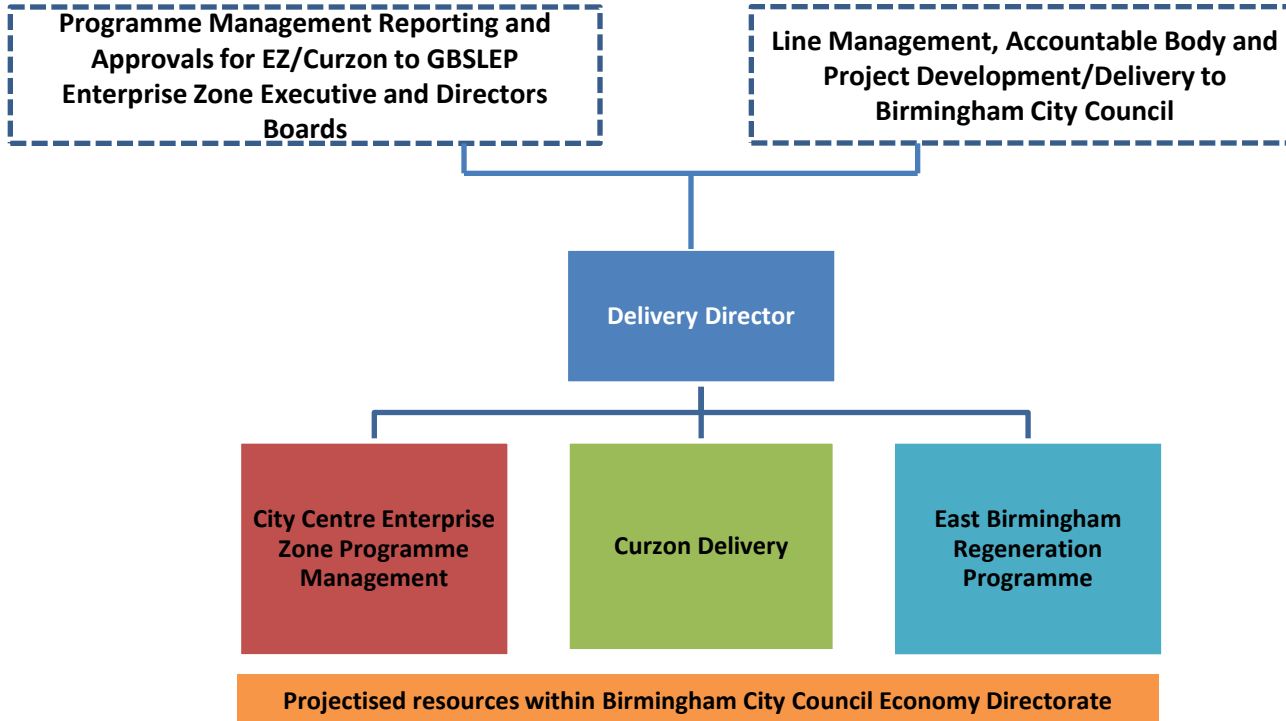 Programme Management Reporting and
Approvals for EZ/Curzon to GBSLEP
Enterprise Zone Executive and Directors
Boards
Line Management, Accountable Body and
Project Development/Delivery to
Birmingham City Council
Delivery Director
City Centre Enterprise
Zone Programme
Management
Curzon Delivery
East Birmingham
Regeneration
Programme
Projectised resources within Birmingham City Council Economy Directorate